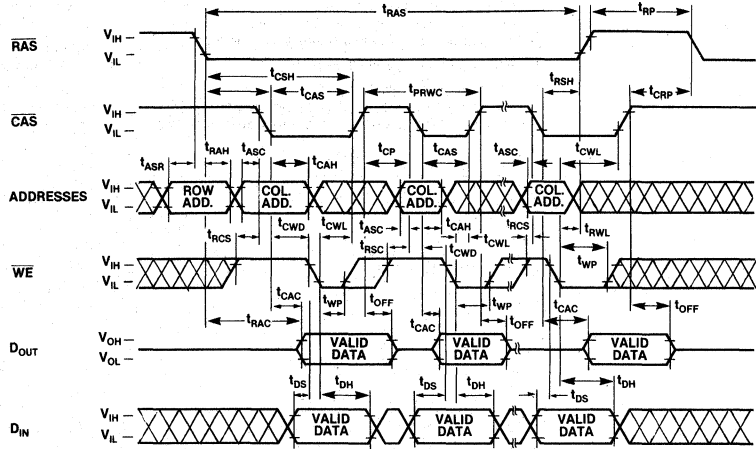 tRAS
tRP
RAS
VIH
VIL
tCSH
tCAS
tPRWC
tRSH
tCRP
CAS
VIH
VIL
tASR
tRAH
tASC
tCAH
tCP
tCAS
tASC
tCWL
ADDRESSES
VIH
VIL
ROW ADD.
COL. ADD.
COL. ADD.
COL. ADD.
tRCS
tCWD
tCWL
tASC
tRSC
tCAH
tCWD
tCWL
tRCS
tRWL
tWP
WE
VIH
VIL
tCAC
tWP
tOFF
tWP
tCAC
tRAC
tCAC
tOFF
tOFF
DOUT
VOH
VOL
VALID DATA
VALID DATA
VALID DATA
tDS
tDH
tDS
tDH
tDS
tDH
DIN
VIH
VIL
VALID DATA
VALID DATA
VALID DATA